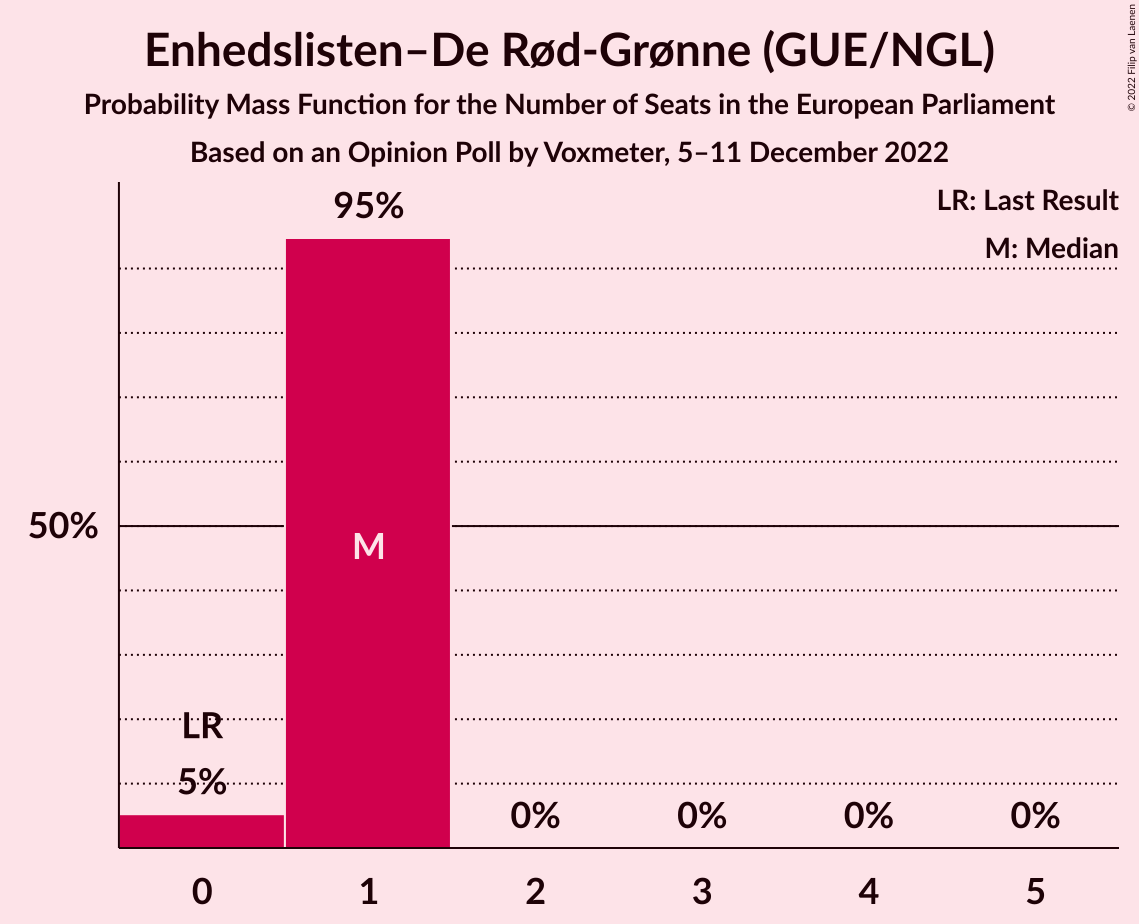 Enhedslisten–De Rød-Grønne (GUE/NGL)
Probability Mass Function for the Number of Seats in the European Parliament
Based on an Opinion Poll by Voxmeter, 5–11 December 2022
© 2022 Filip van Laenen
LR: Last Result
M: Median
95%
50%
M
LR
5%
0% 0% 0% 0%
0 1 2 3 4 5